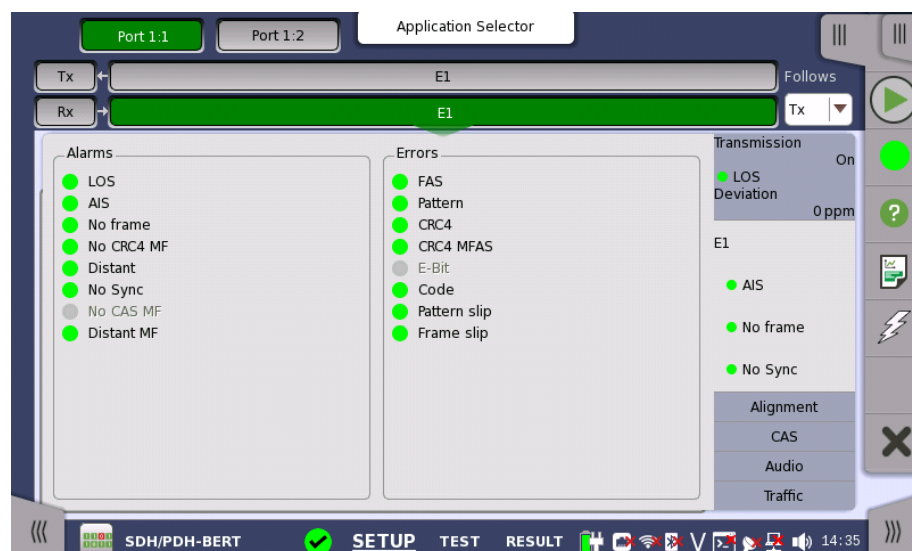 Port 1:1
Port 1:2
Application Selector
Tx
E1
Follows
Rx
E1
Tx
Alarms
LOS
AIS
No frame
No CRC4 MF
Distant
No Sync
No CAS MF
Distant MF
Errors
FAS
Pattern
CRC4
CRC4 MFAS
E-Bit
Code
Pattern slip
Frame slip
Transmission
On
LOS
Deviation
0 ppm
E1
AIS
No frame
No Sync
Alignment
CAS
Audio
Traffic
SDH/PDH-BERT
SETUP
TEST
RESULT
14:35